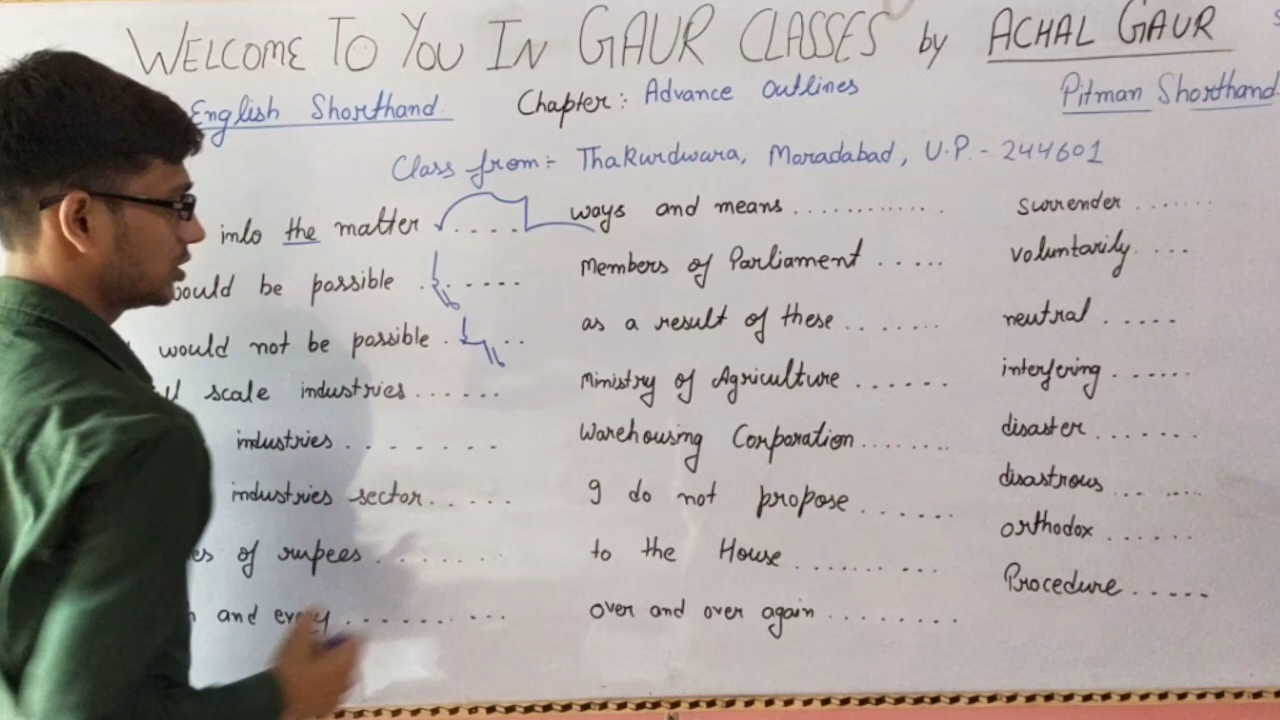 WELCOME TO YOU IN GAUR CLASSES by ACHAL GAUR
English Shorthand
Chapter: Advance Outlines
Pitman Shorthand
Class from:- Thakurdwara, Moradabad, U.P. - 244601
into the matter ....
would be possible ......
would not be possible ....
scale industries ......
industries ........
industries sector......
of rupees ........
and every ..........
ways and means .............
Members of Parliament .....
as a result of these ........
Ministry of Agriculture ......
Warehousing Corporation .......
I do not propose ......
to the House .........
over and over again .........
surrender .......
voluntarily ....
neutral .....
interfering ......
disaster .......
disastrous .......
orthodox ......
Procedure .....